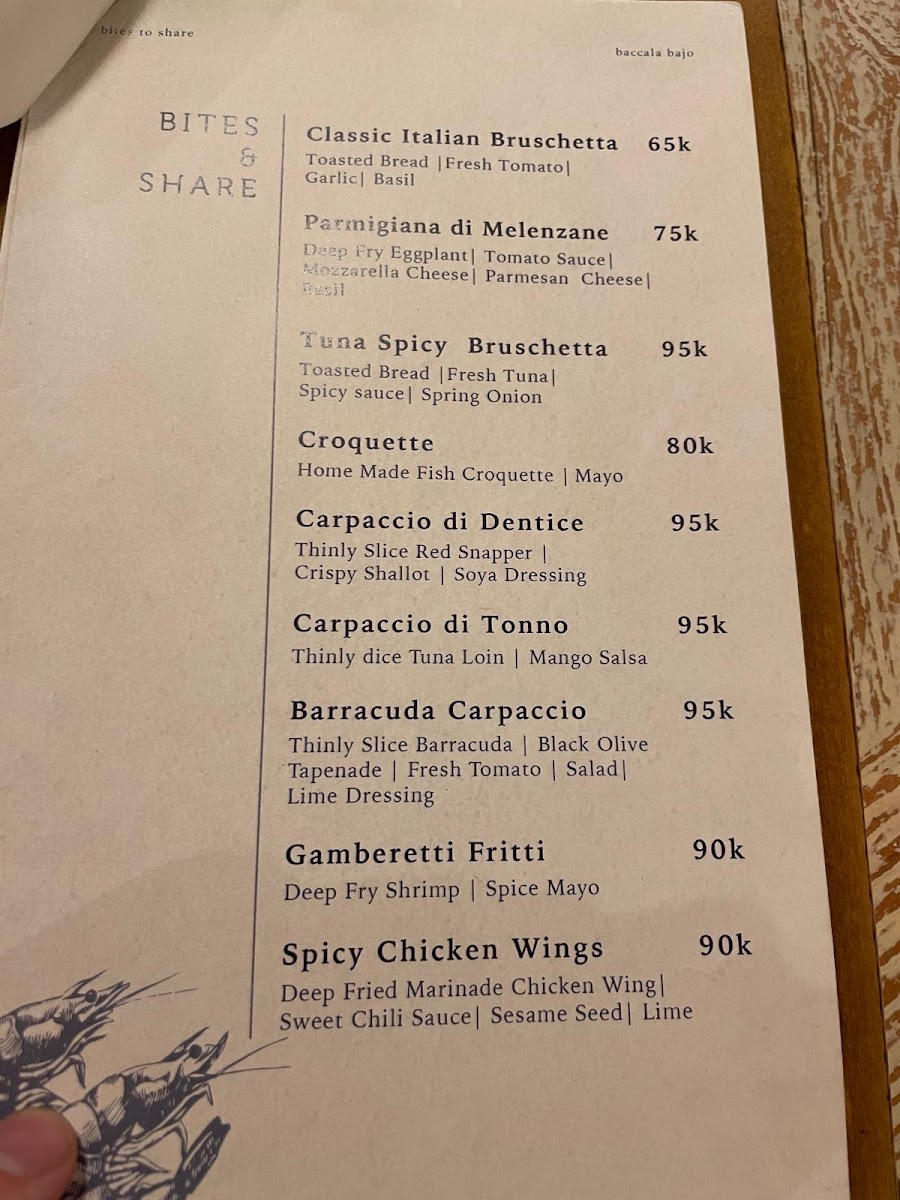 bites to share
baccala bajo
BITES
&
SHARE
Classic Italian Bruschetta 65k
Toasted Bread |Fresh Tomato|
Garlic| Basil
Parmigiana di Melenzane 75k
Deep Fry Eggplant| Tomato Sauce|
Mozzarella Cheese| Parmesan Cheese|
Basil
Tuna Spicy Bruschetta 95k
Toasted Bread |Fresh Tuna|
Spicy sauce| Spring Onion
Croquette 80k
Home Made Fish Croquette | Mayo
Carpaccio di Dentice 95k
Thinly Slice Red Snapper |
Crispy Shallot | Soya Dressing
Carpaccio di Tonno 95k
Thinly dice Tuna Loin | Mango Salsa
Barracuda Carpaccio 95k
Thinly Slice Barracuda | Black Olive
Tapenade | Fresh Tomato | Salad|
Lime Dressing
Gamberetti Fritti 90k
Deep Fry Shrimp | Spice Mayo
Spicy Chicken Wings 90k
Deep Fried Marinade Chicken Wing|
Sweet Chili Sauce| Sesame Seed| Lime